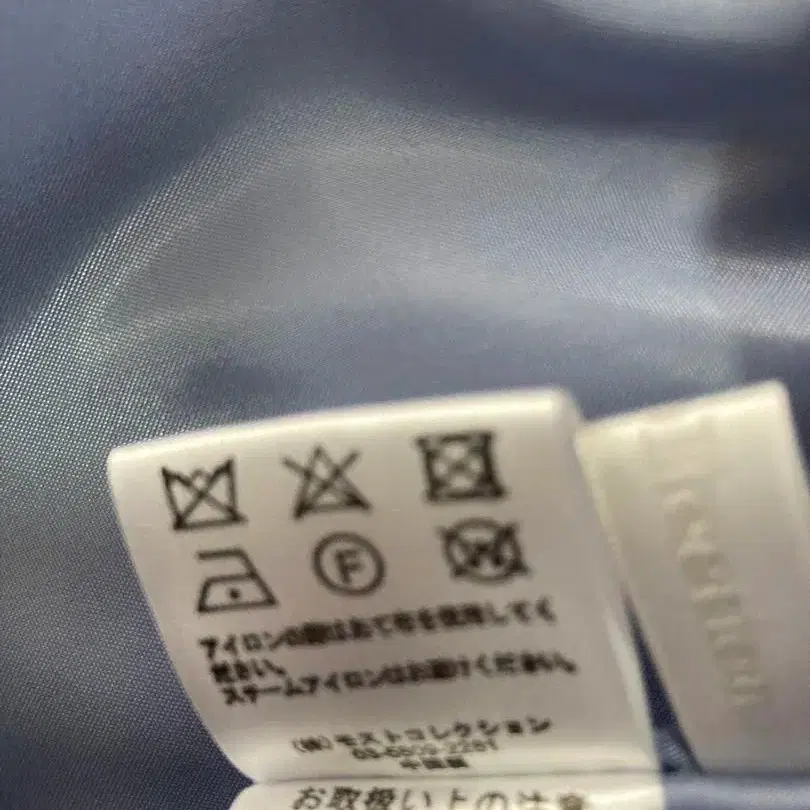 F
W
アイロンの際はあて布を使用してく
ださい。
スチームアイロンはお避けください。
(株)モストコレクション
中国製
お取扱い上の注意